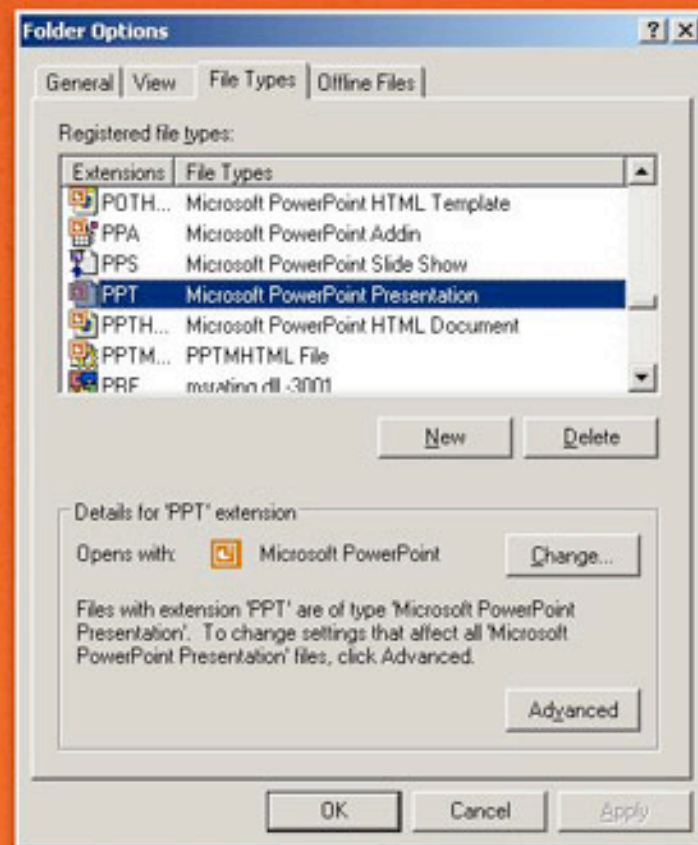 Folder Options
General View File Types Offline Files
Registered file types:
Extensions File Types
POTH... Microsoft PowerPoint HTML Template
PPA Microsoft PowerPoint Addin
PPS Microsoft PowerPoint Slide Show
PPT Microsoft PowerPoint Presentation
PPTH... Microsoft PowerPoint HTML Document
PPTM... PPTMHTML File
PRF msrating.dll,-3001
New Delete
Details for 'PPT' extension
Opens with: Microsoft PowerPoint Change...
Files with extension 'PPT' are of type 'Microsoft PowerPoint
Presentation'. To change settings that affect all 'Microsoft
PowerPoint Presentation' files, click Advanced.
Advanced
OK Cancel Apply